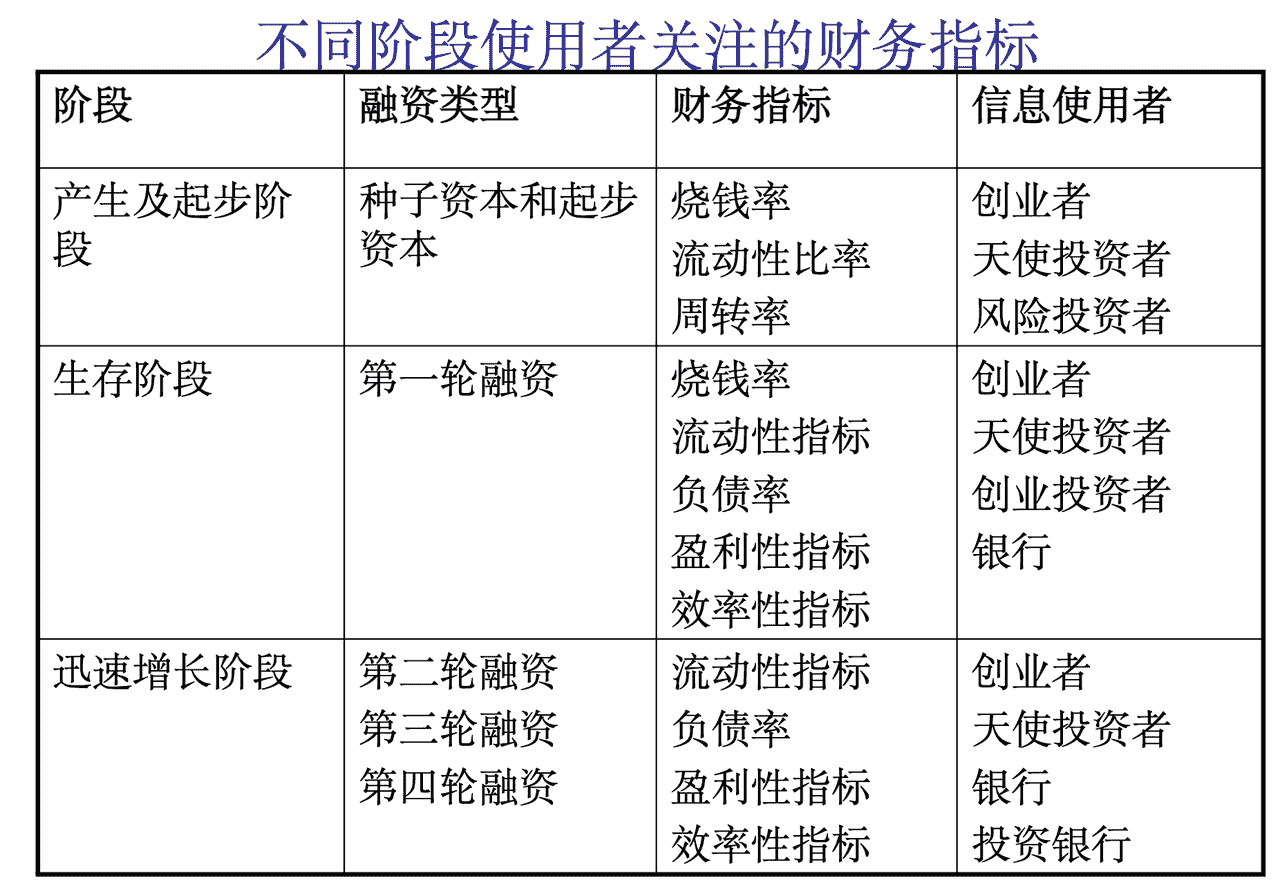 不同阶段使用者关注的财务指标
阶段 融资类型 财务指标 信息使用者
产生及起步阶段 种子资本和起步资本 烧钱率 创业者
流动性比率 天使投资者
周转率 风险投资者
生存阶段 第一轮融资 烧钱率 创业者
流动性指标 天使投资者
负债率 创业投资者
盈利性指标 银行
效率性指标
迅速增长阶段 第二轮融资 流动性指标 创业者
第三轮融资 负债率 天使投资者
第四轮融资 盈利性指标 银行
效率性指标 投资银行